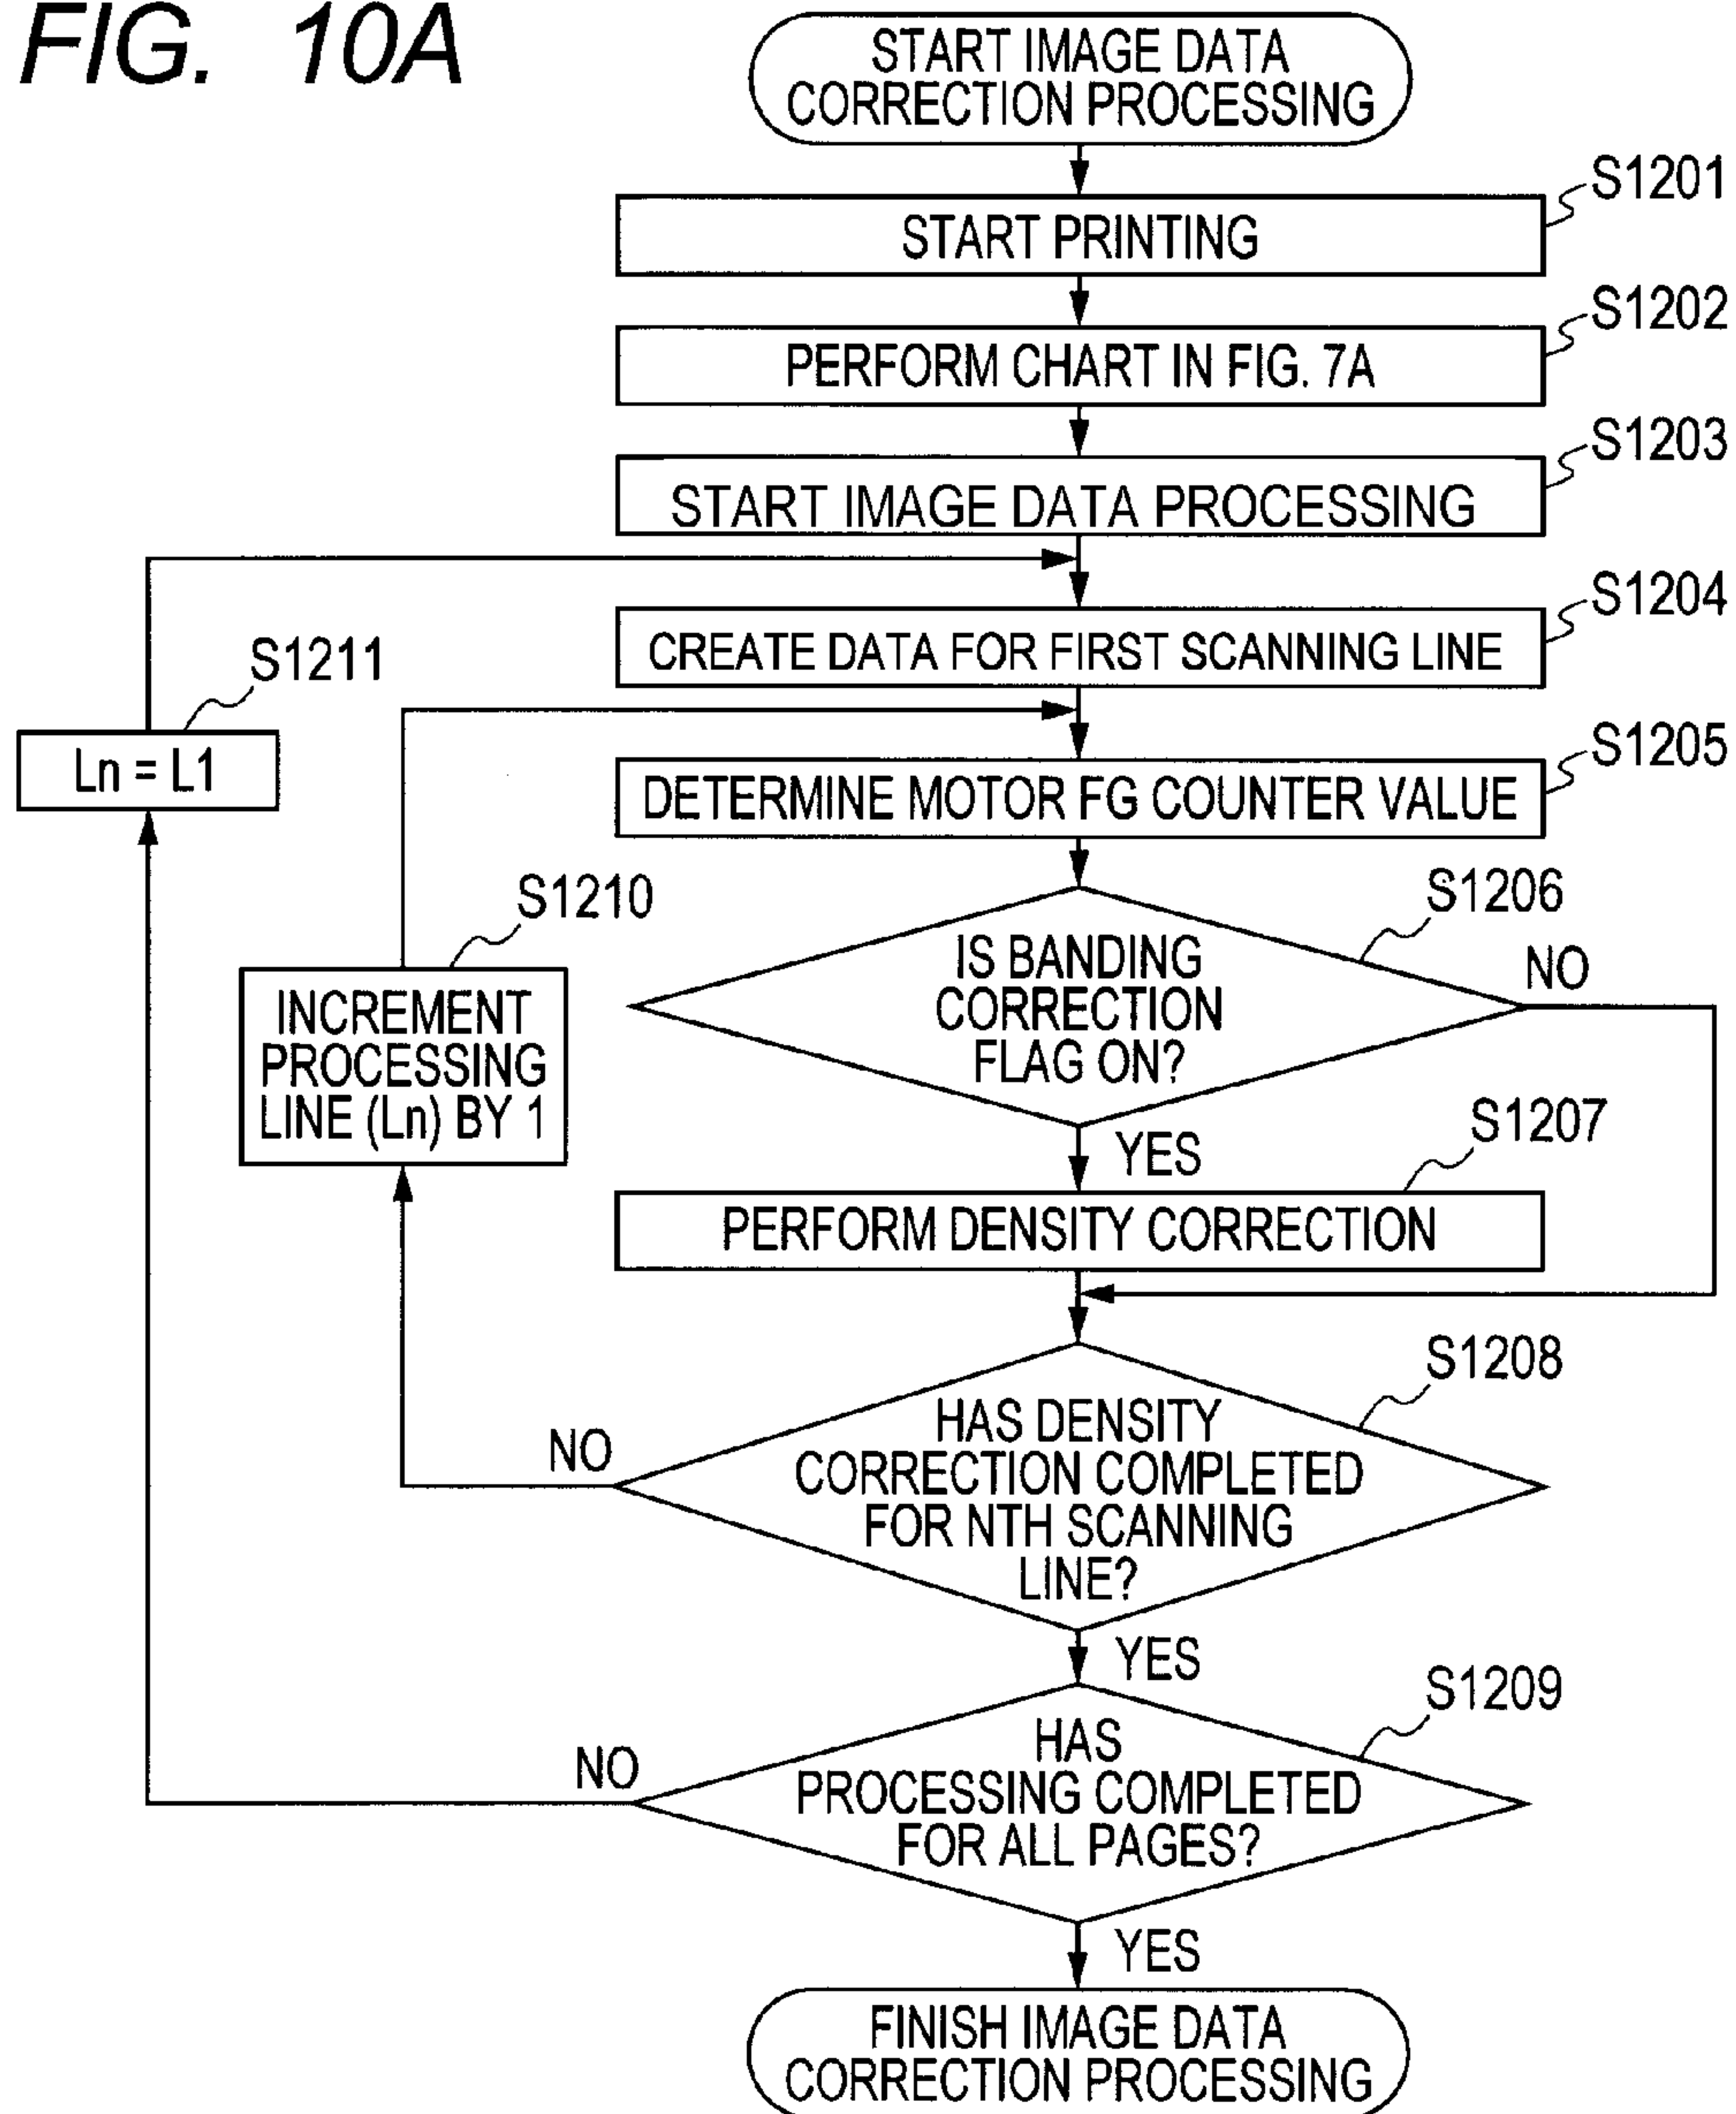 FIG. 10A
START IMAGE DATA
CORRECTION PROCESSING
S1201
START PRINTING
S1202
PERFORM CHART IN FIG. 7A
S1203
START IMAGE DATA PROCESSING
S1204
CREATE DATA FOR FIRST SCANNING LINE
S1211
Ln = L1
S1205
DETERMINE MOTOR FG COUNTER VALUE
S1210
INCREMENT
PROCESSING
LINE (Ln) BY 1
S1206
IS BANDING
CORRECTION
FLAG ON?
NO
YES
S1207
PERFORM DENSITY CORRECTION
S1208
HAS DENSITY
CORRECTION COMPLETED
FOR NTH SCANNING
LINE?
NO
YES
S1209
HAS
PROCESSING COMPLETED
FOR ALL PAGES?
NO
YES
FINISH IMAGE DATA
CORRECTION PROCESSING